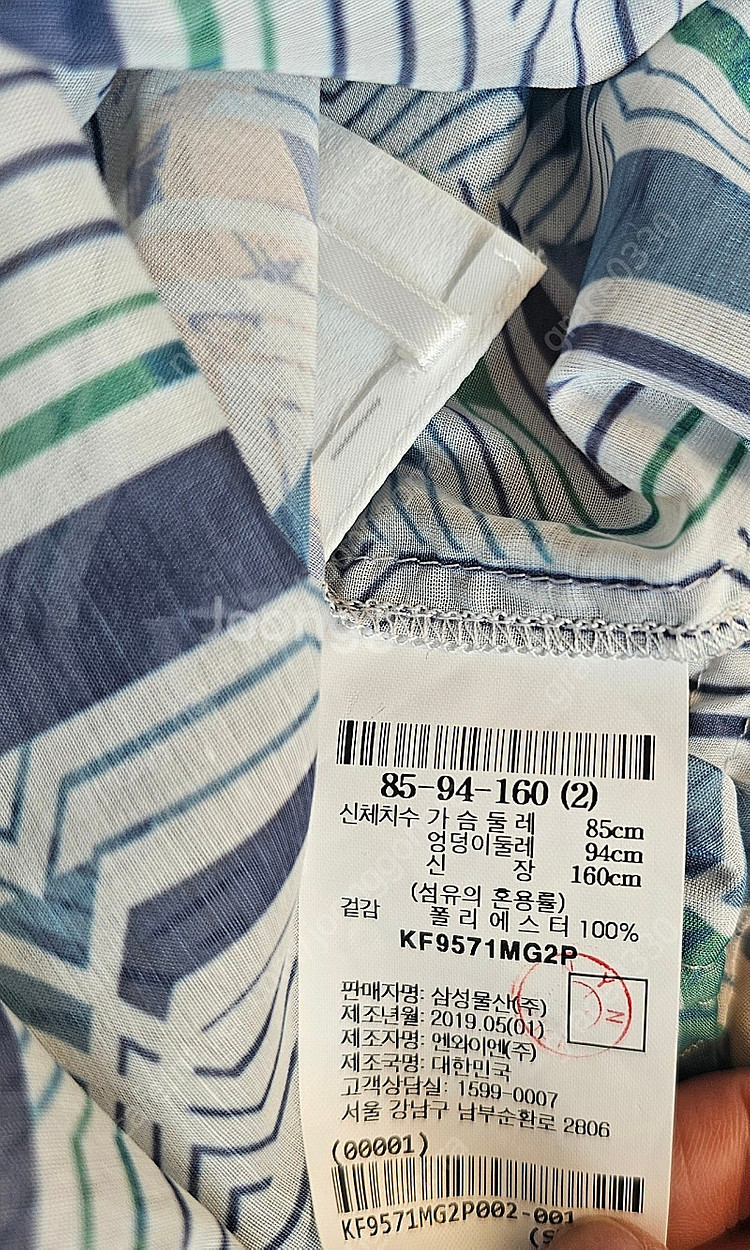 85-94-160 (2)
신체치수 가 슴 둘 레 85cm
엉덩이둘레 94cm
신 장 160cm
(섬유의 혼용률)
겉감 폴 리 에 스 터 100%
KF9571MG2P
판매자명: 삼성물산(주)
제조년월: 2019.05(01)
제조자명: 엔와이엔(주)
제조국명: 대한민국
고객상담실: 1599-0007
서울 강남구 남부순환로 2806
(00001)
KF9571MG2P002-001